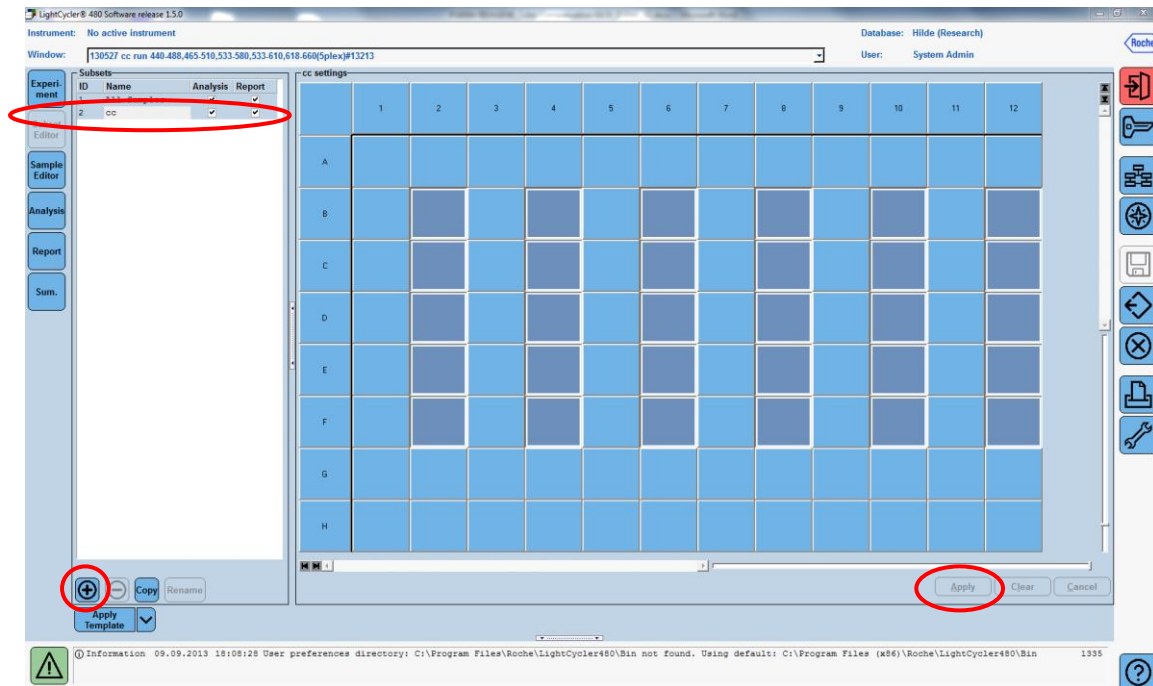 LightCycler® 480 Software release 1.5.0
Instrument: No active instrument
Database: Hilde (Research)
Window: 130527 cc run 440-488,465-510,533-580,533-610,618-660(5plex)#13213
User: System Admin
Roche
Experi-
ment
Editor
Sample
Editor
Analysis
Report
Sum.
Subsets
ID Name Analysis Report
1 All Samples
2 cc
Copy Rename
Apply
Template
cc settings
1 2 3 4 5 6 7 8 9 10 11 12
A
B
C
D
E
F
G
H
Apply Clear Cancel
Information 09.09.2013 18:08:28 User preferences directory: C:\Program Files\Roche\LightCycler480\Bin not found. Using default: C:\Program Files (x86)\Roche\LightCycler480\Bin 1335